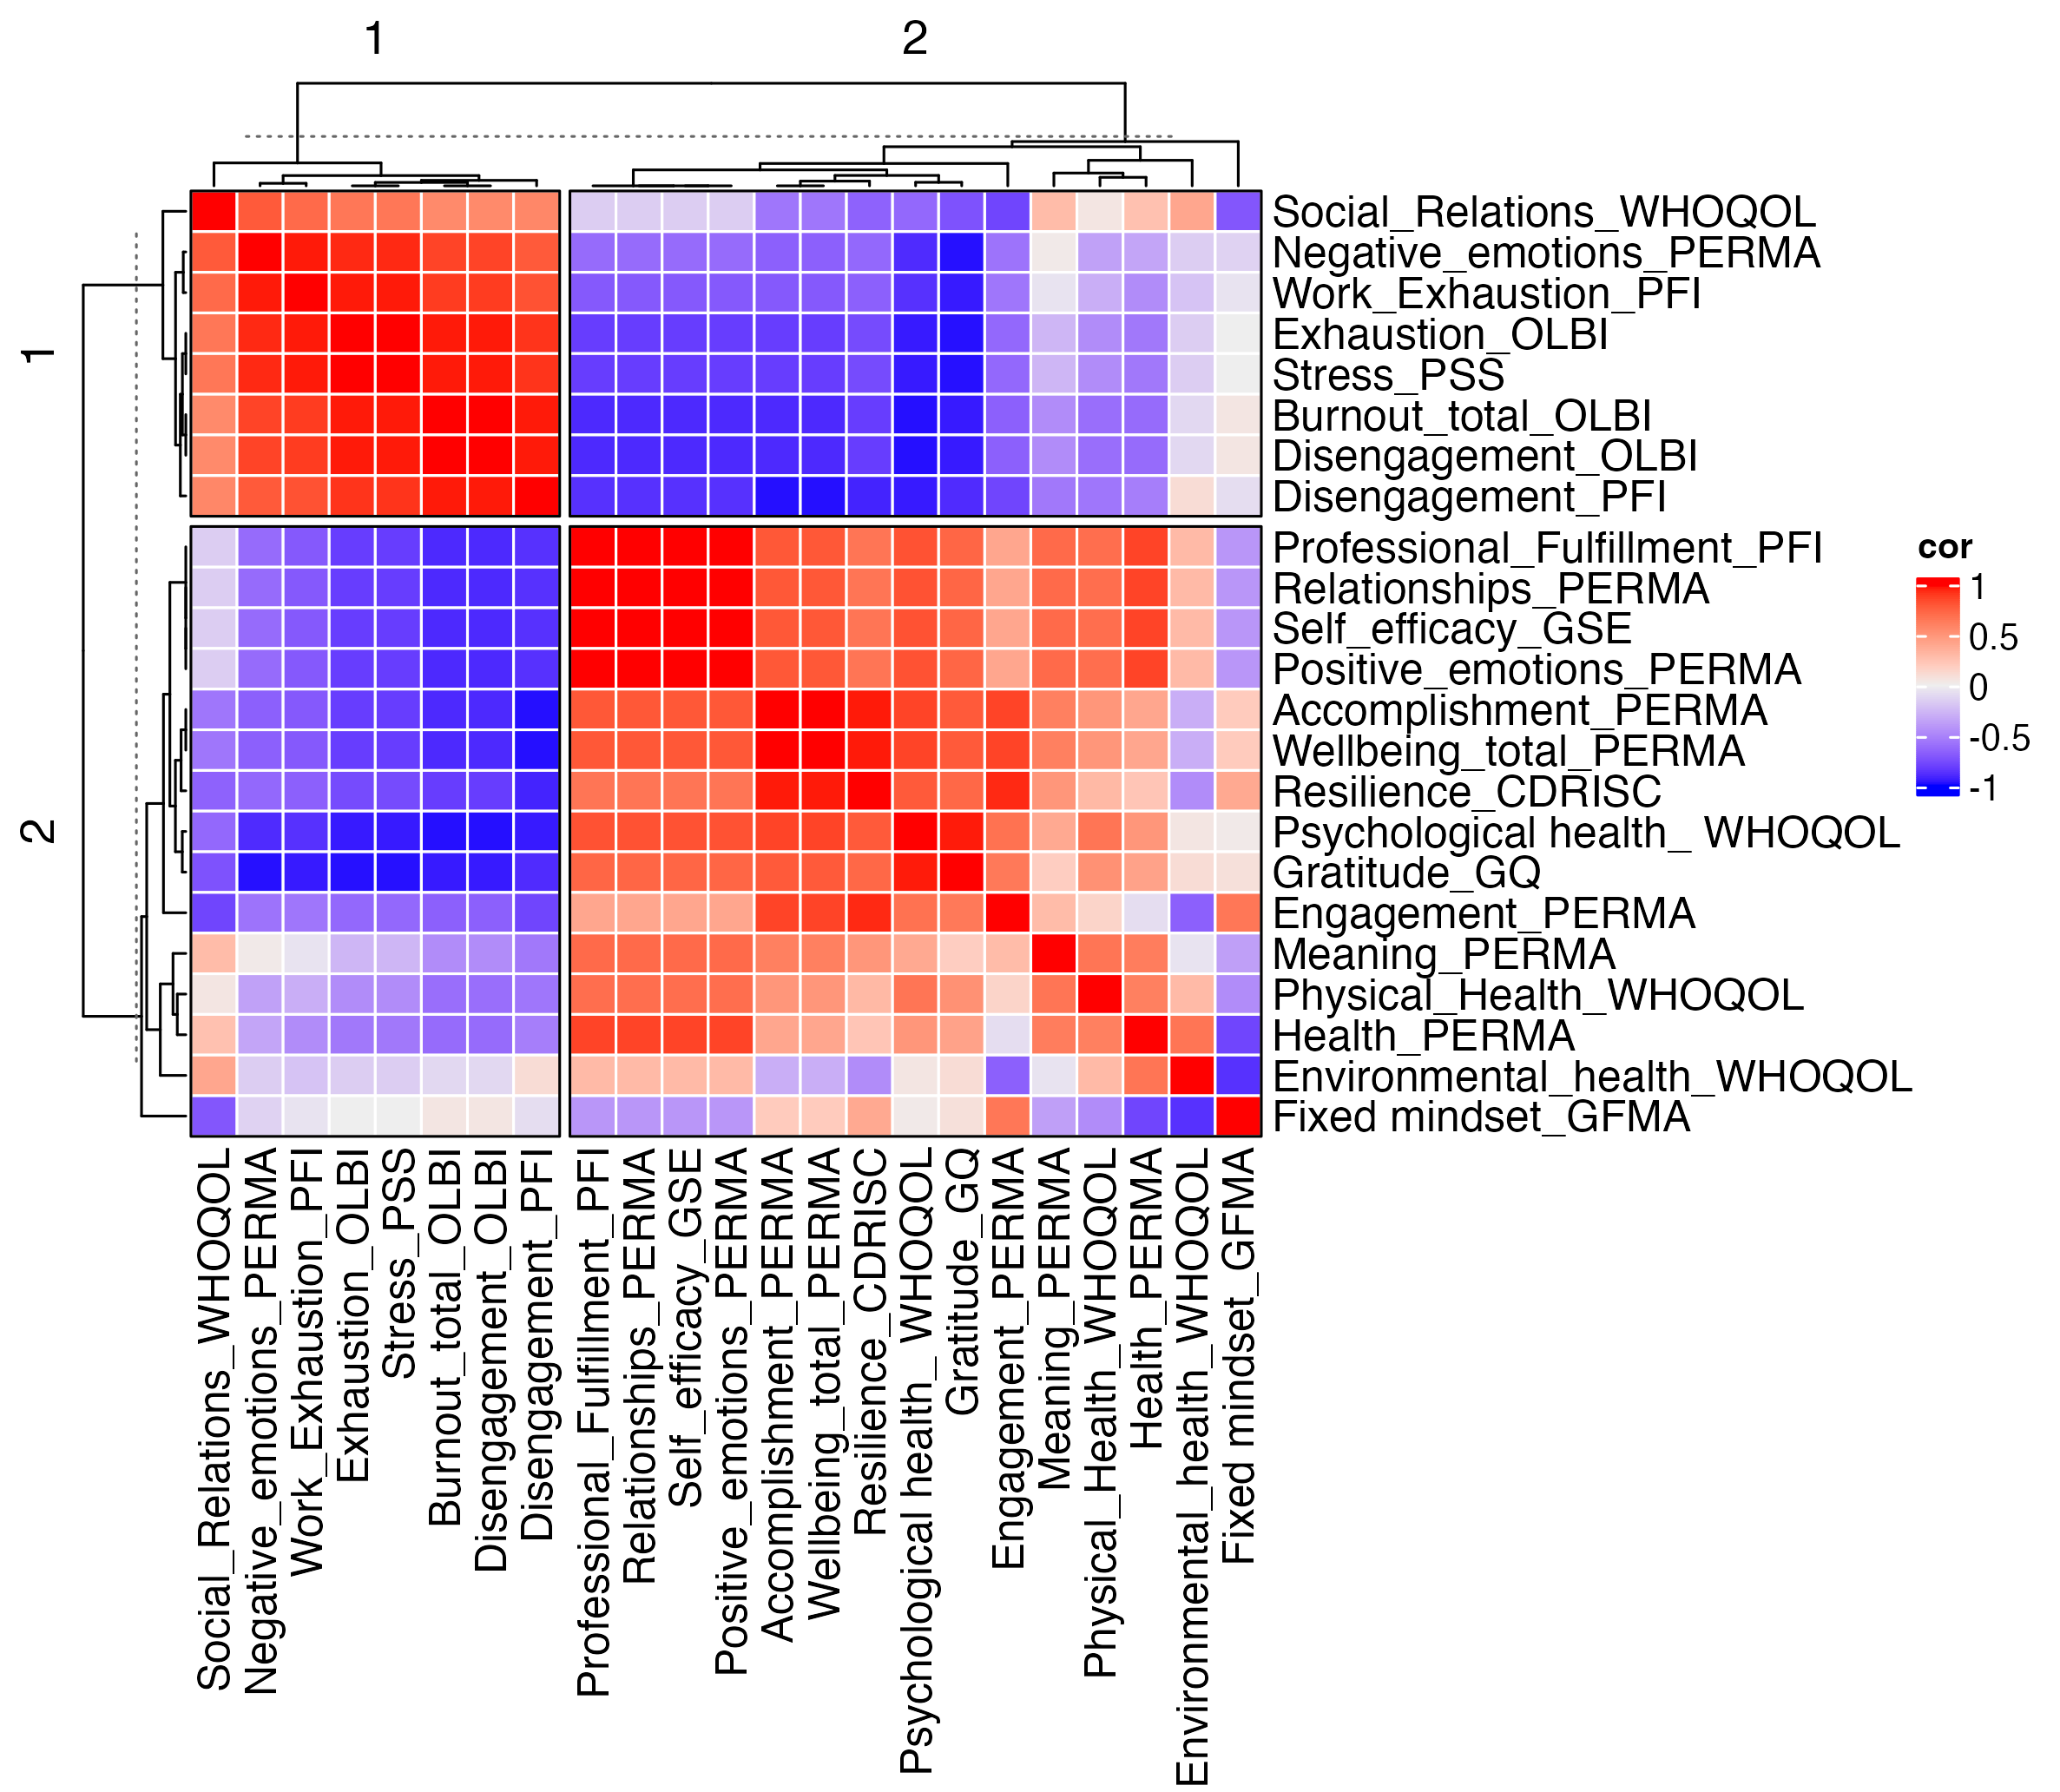 1
2
1
2
Social_Relations_WHOQOL
Negative_emotions_PERMA
Work_Exhaustion_PFI
Exhaustion_OLBI
Stress_PSS
Burnout_total_OLBI
Disengagement_OLBI
Disengagement_PFI
Professional_Fulfillment_PFI
Relationships_PERMA
Self_efficacy_GSE
Positive_emotions_PERMA
Accomplishment_PERMA
Wellbeing_total_PERMA
Resilience_CDRISC
Psychological health_ WHOQOL
Gratitude_GQ
Engagement_PERMA
Meaning_PERMA
Physical_Health_WHOQOL
Health_PERMA
Environmental_health_WHOQOL
Fixed mindset_GFMA
cor
1
0.5
0
-0.5
-1
Social_Relations_WHOQOL
Negative_emotions_PERMA
Work_Exhaustion_PFI
Exhaustion_OLBI
Stress_PSS
Burnout_total_OLBI
Disengagement_OLBI
Disengagement_PFI
Professional_Fulfillment_PFI
Relationships_PERMA
Self_efficacy_GSE
Positive_emotions_PERMA
Accomplishment_PERMA
Wellbeing_total_PERMA
Resilience_CDRISC
Psychological health_ WHOQOL
Gratitude_GQ
Engagement_PERMA
Meaning_PERMA
Physical_Health_WHOQOL
Health_PERMA
Environmental_health_WHOQOL
Fixed mindset_GFMA